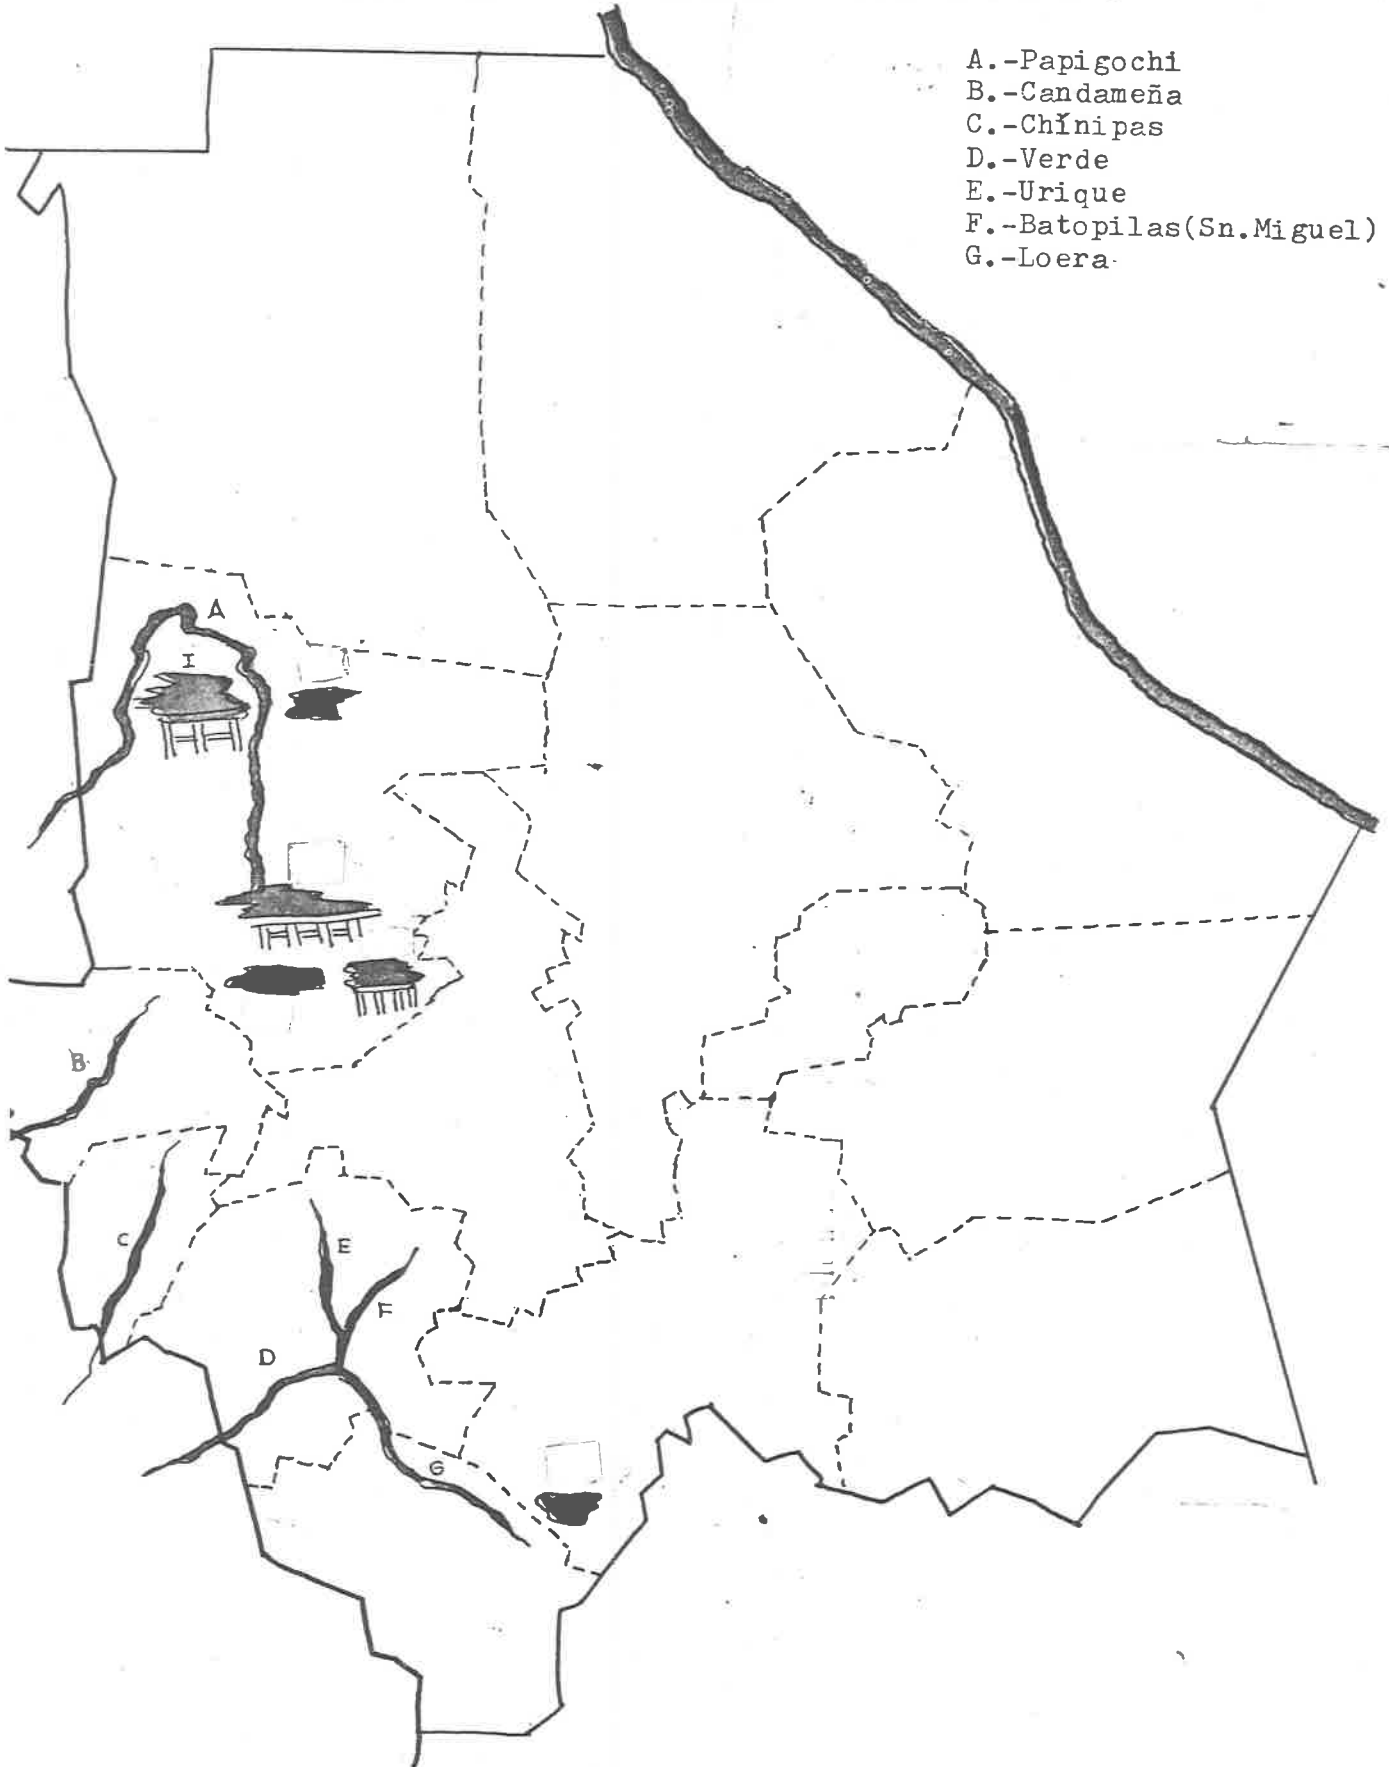 A.-Papigochi
B.-Candameña
C.-Chínipas
D.-Verde
E.-Urique
F.-Batopilas(Sn.Miguel)
G.-Loera
A
I
B
C
E
F
D
G